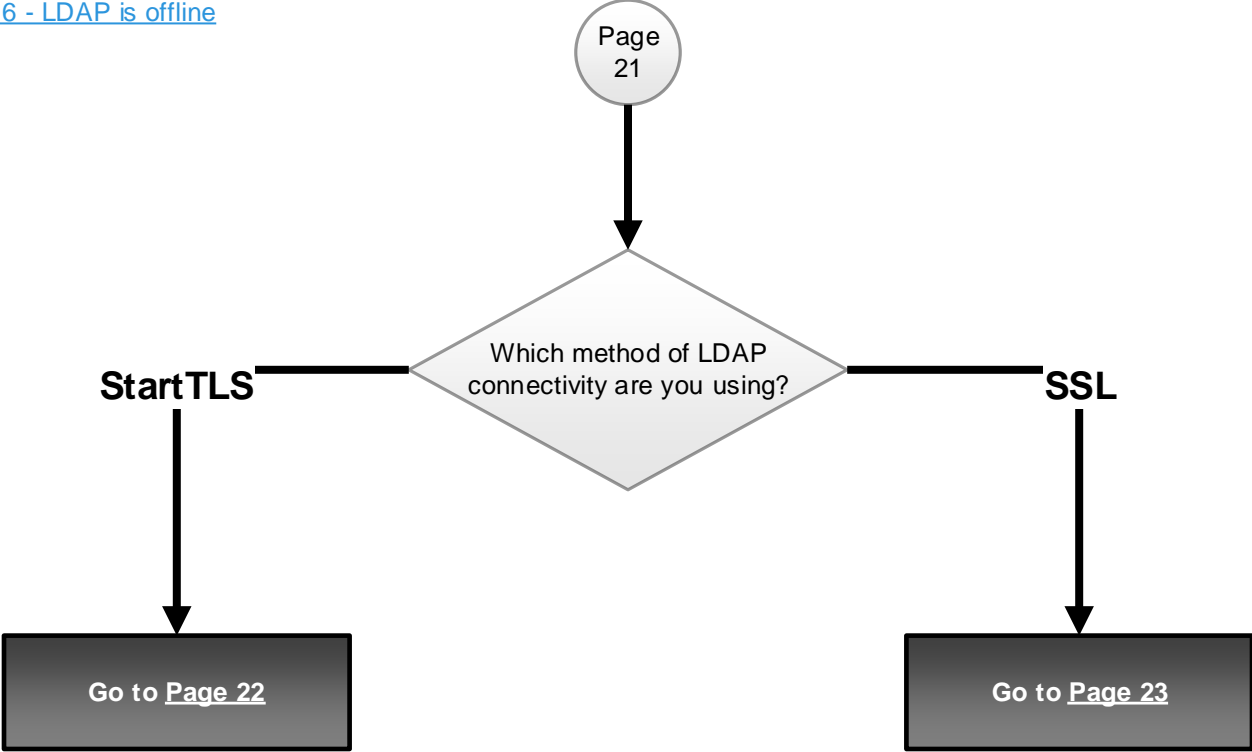 6 - LDAP is offline
Page
21
Which method of LDAP
connectivity are you using?
StartTLS
SSL
Go to Page 22
Go to Page 23